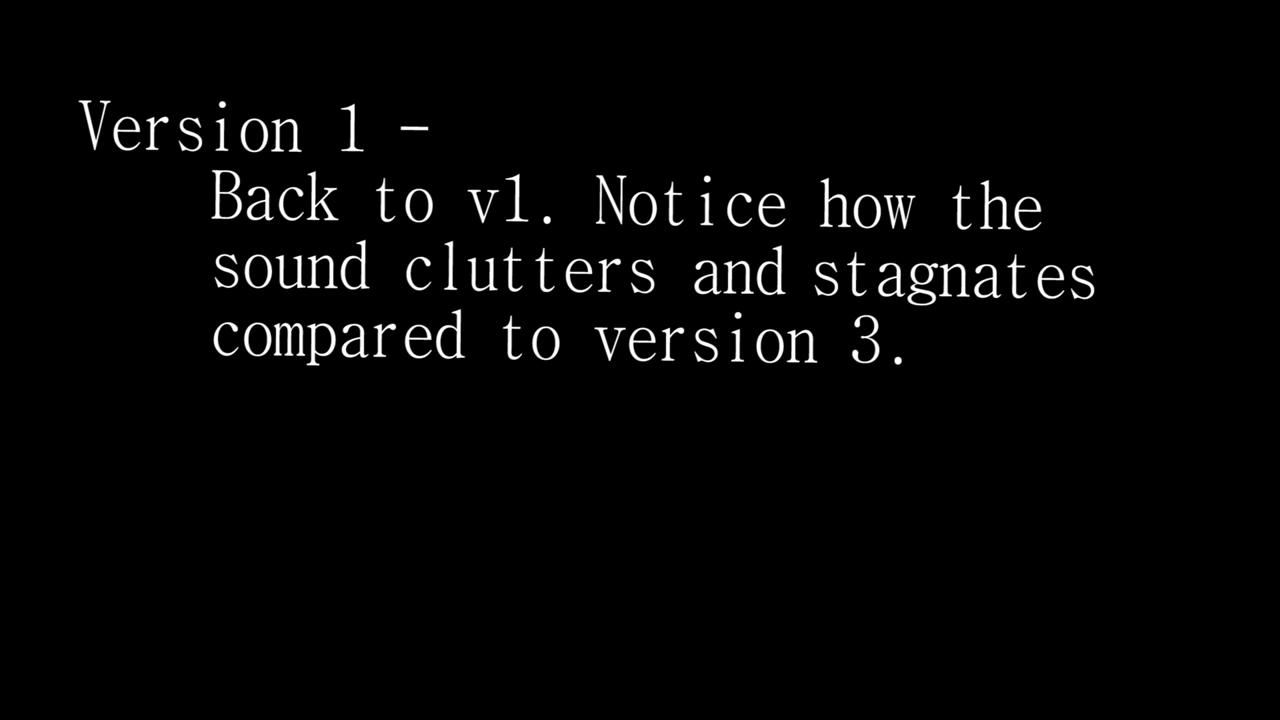 Version 1 -
Back to v1. Notice how the
sound clutters and stagnates
compared to version 3.